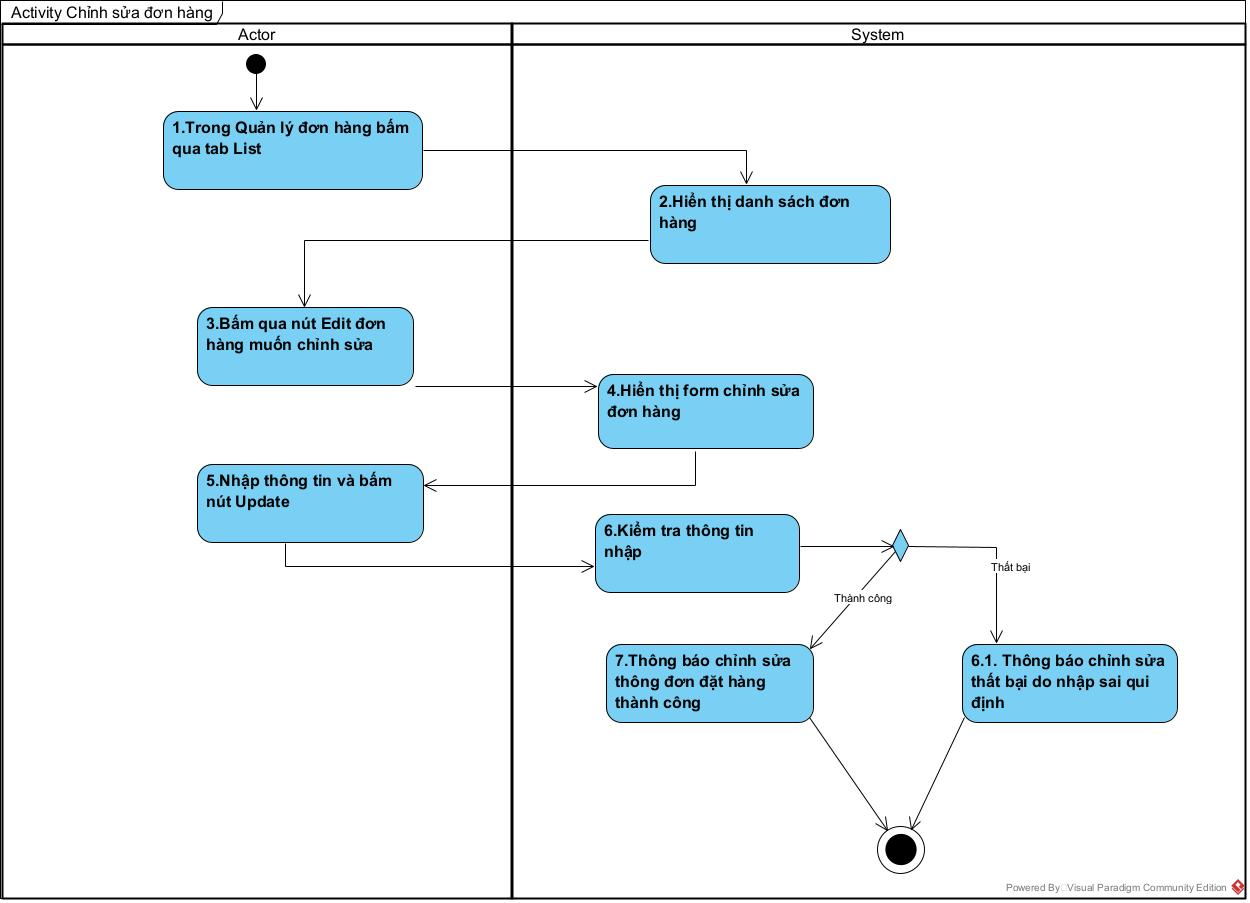 Activity Chỉnh sửa đơn hàng
Actor
System
1.Trong Quản lý đơn hàng bấm
qua tab List
2.Hiển thị danh sách đơn
hàng
3.Bấm qua nút Edit đơn
hàng muốn chỉnh sửa
4.Hiển thị form chỉnh sửa
đơn hàng
5.Nhập thông tin và bấm
nút Update
6.Kiểm tra thông tin
nhập
Thất bại
Thành công
7.Thông báo chỉnh sửa
thông đơn đặt hàng
thành công
6.1. Thông báo chỉnh sửa
thất bại do nhập sai qui
định
Powered By Visual Paradigm Community Edition